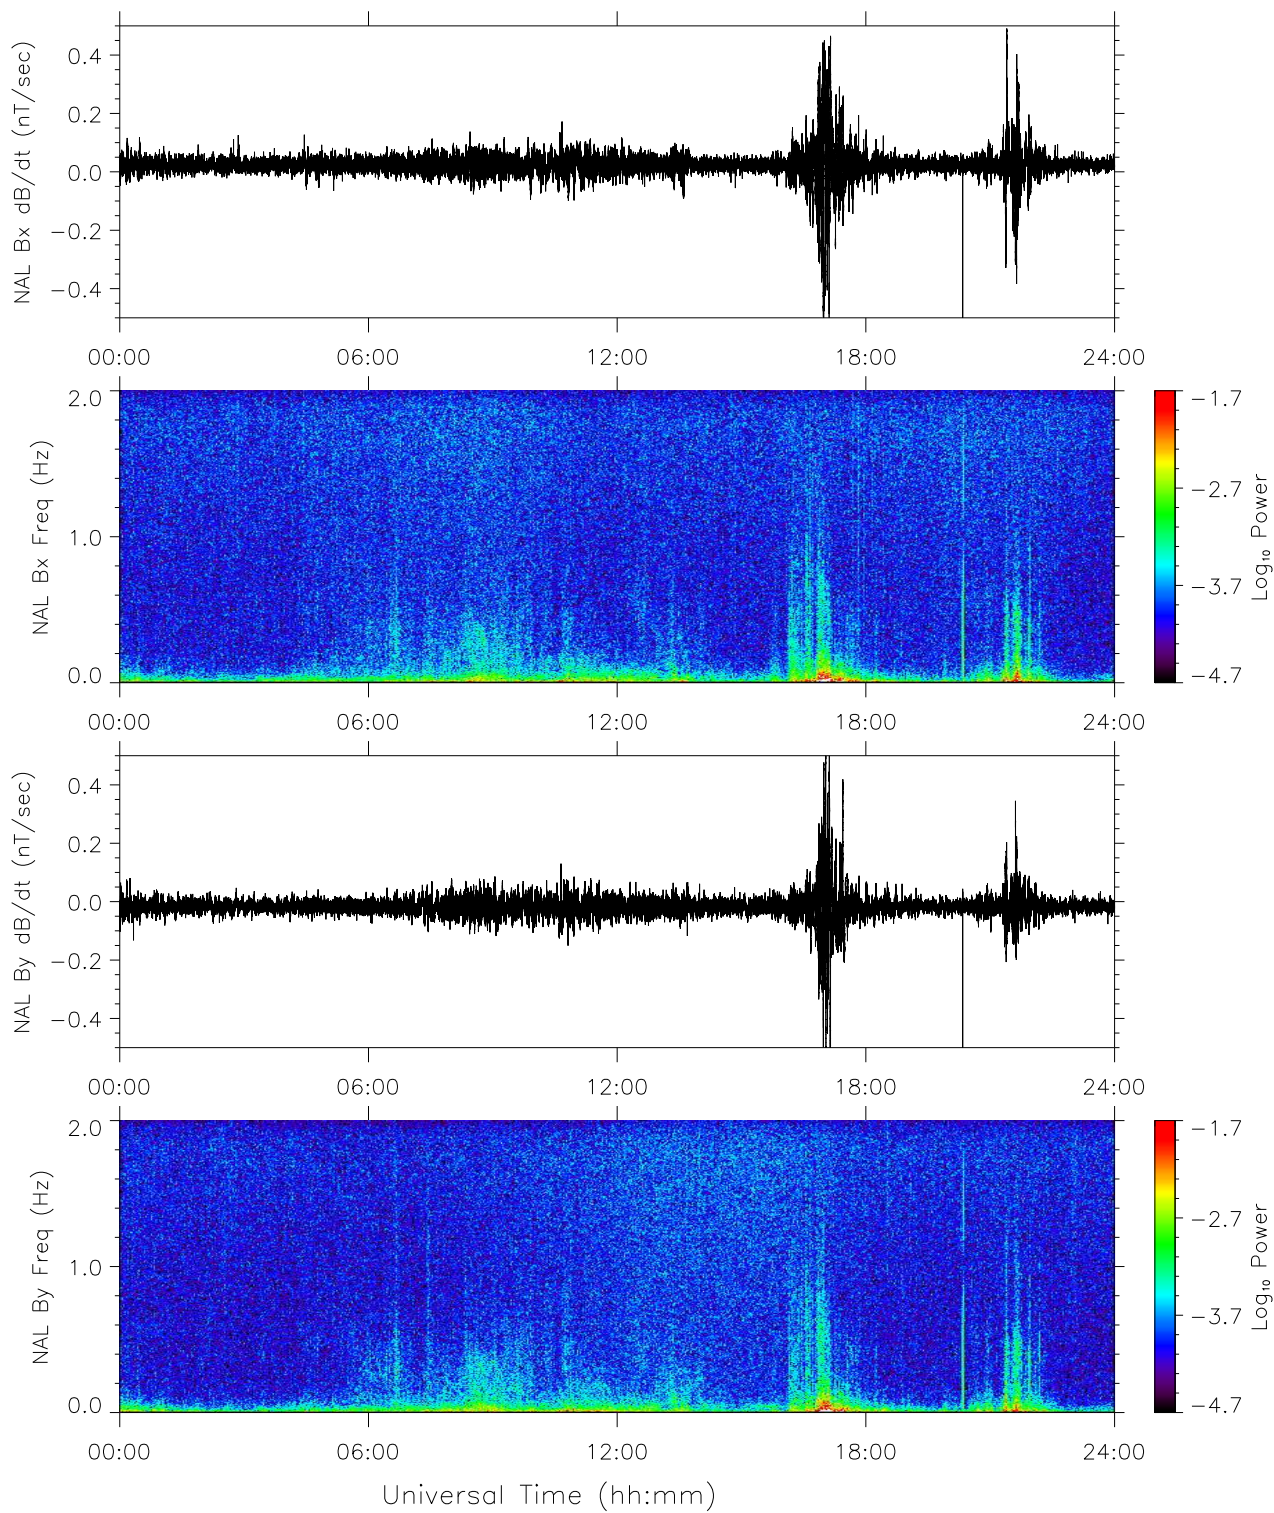 NAL Bx dB/dt (nT/sec)
0.4
0.2
0.0
−0.2
−0.4
00:00 06:00 12:00 18:00 24:00
NAL Bx Freq (Hz)
2.0
1.0
0.0
00:00 06:00 12:00 18:00 24:00
−1.7
−2.7
−3.7
−4.7
Log₁₀ Power
NAL By dB/dt (nT/sec)
0.4
0.2
0.0
−0.2
−0.4
00:00 06:00 12:00 18:00 24:00
NAL By Freq (Hz)
2.0
1.0
0.0
00:00 06:00 12:00 18:00 24:00
−1.7
−2.7
−3.7
−4.7
Log₁₀ Power
Universal Time (hh:mm)